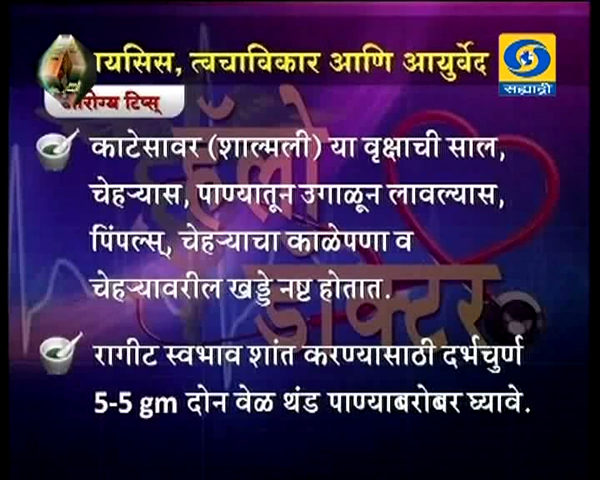 यसिस, त्वचाविकार आणि आयुर्वेद
सह्याद्री
टिप्स्
काटेसावर (शाल्मली) या वृक्षाची साल,
चेहऱ्यास, पाण्यातून उगाळून लावल्यास,
पिंपल्स्, चेहऱ्याचा काळेपणा व
चेहऱ्यावरील खड्डे नष्ट होतात.
रागीट स्वभाव शांत करण्यासाठी दर्भचुर्ण
5-5 gm दोन वेळ थंड पाण्याबरोबर घ्यावे.
हॅलो
डॉक्टर